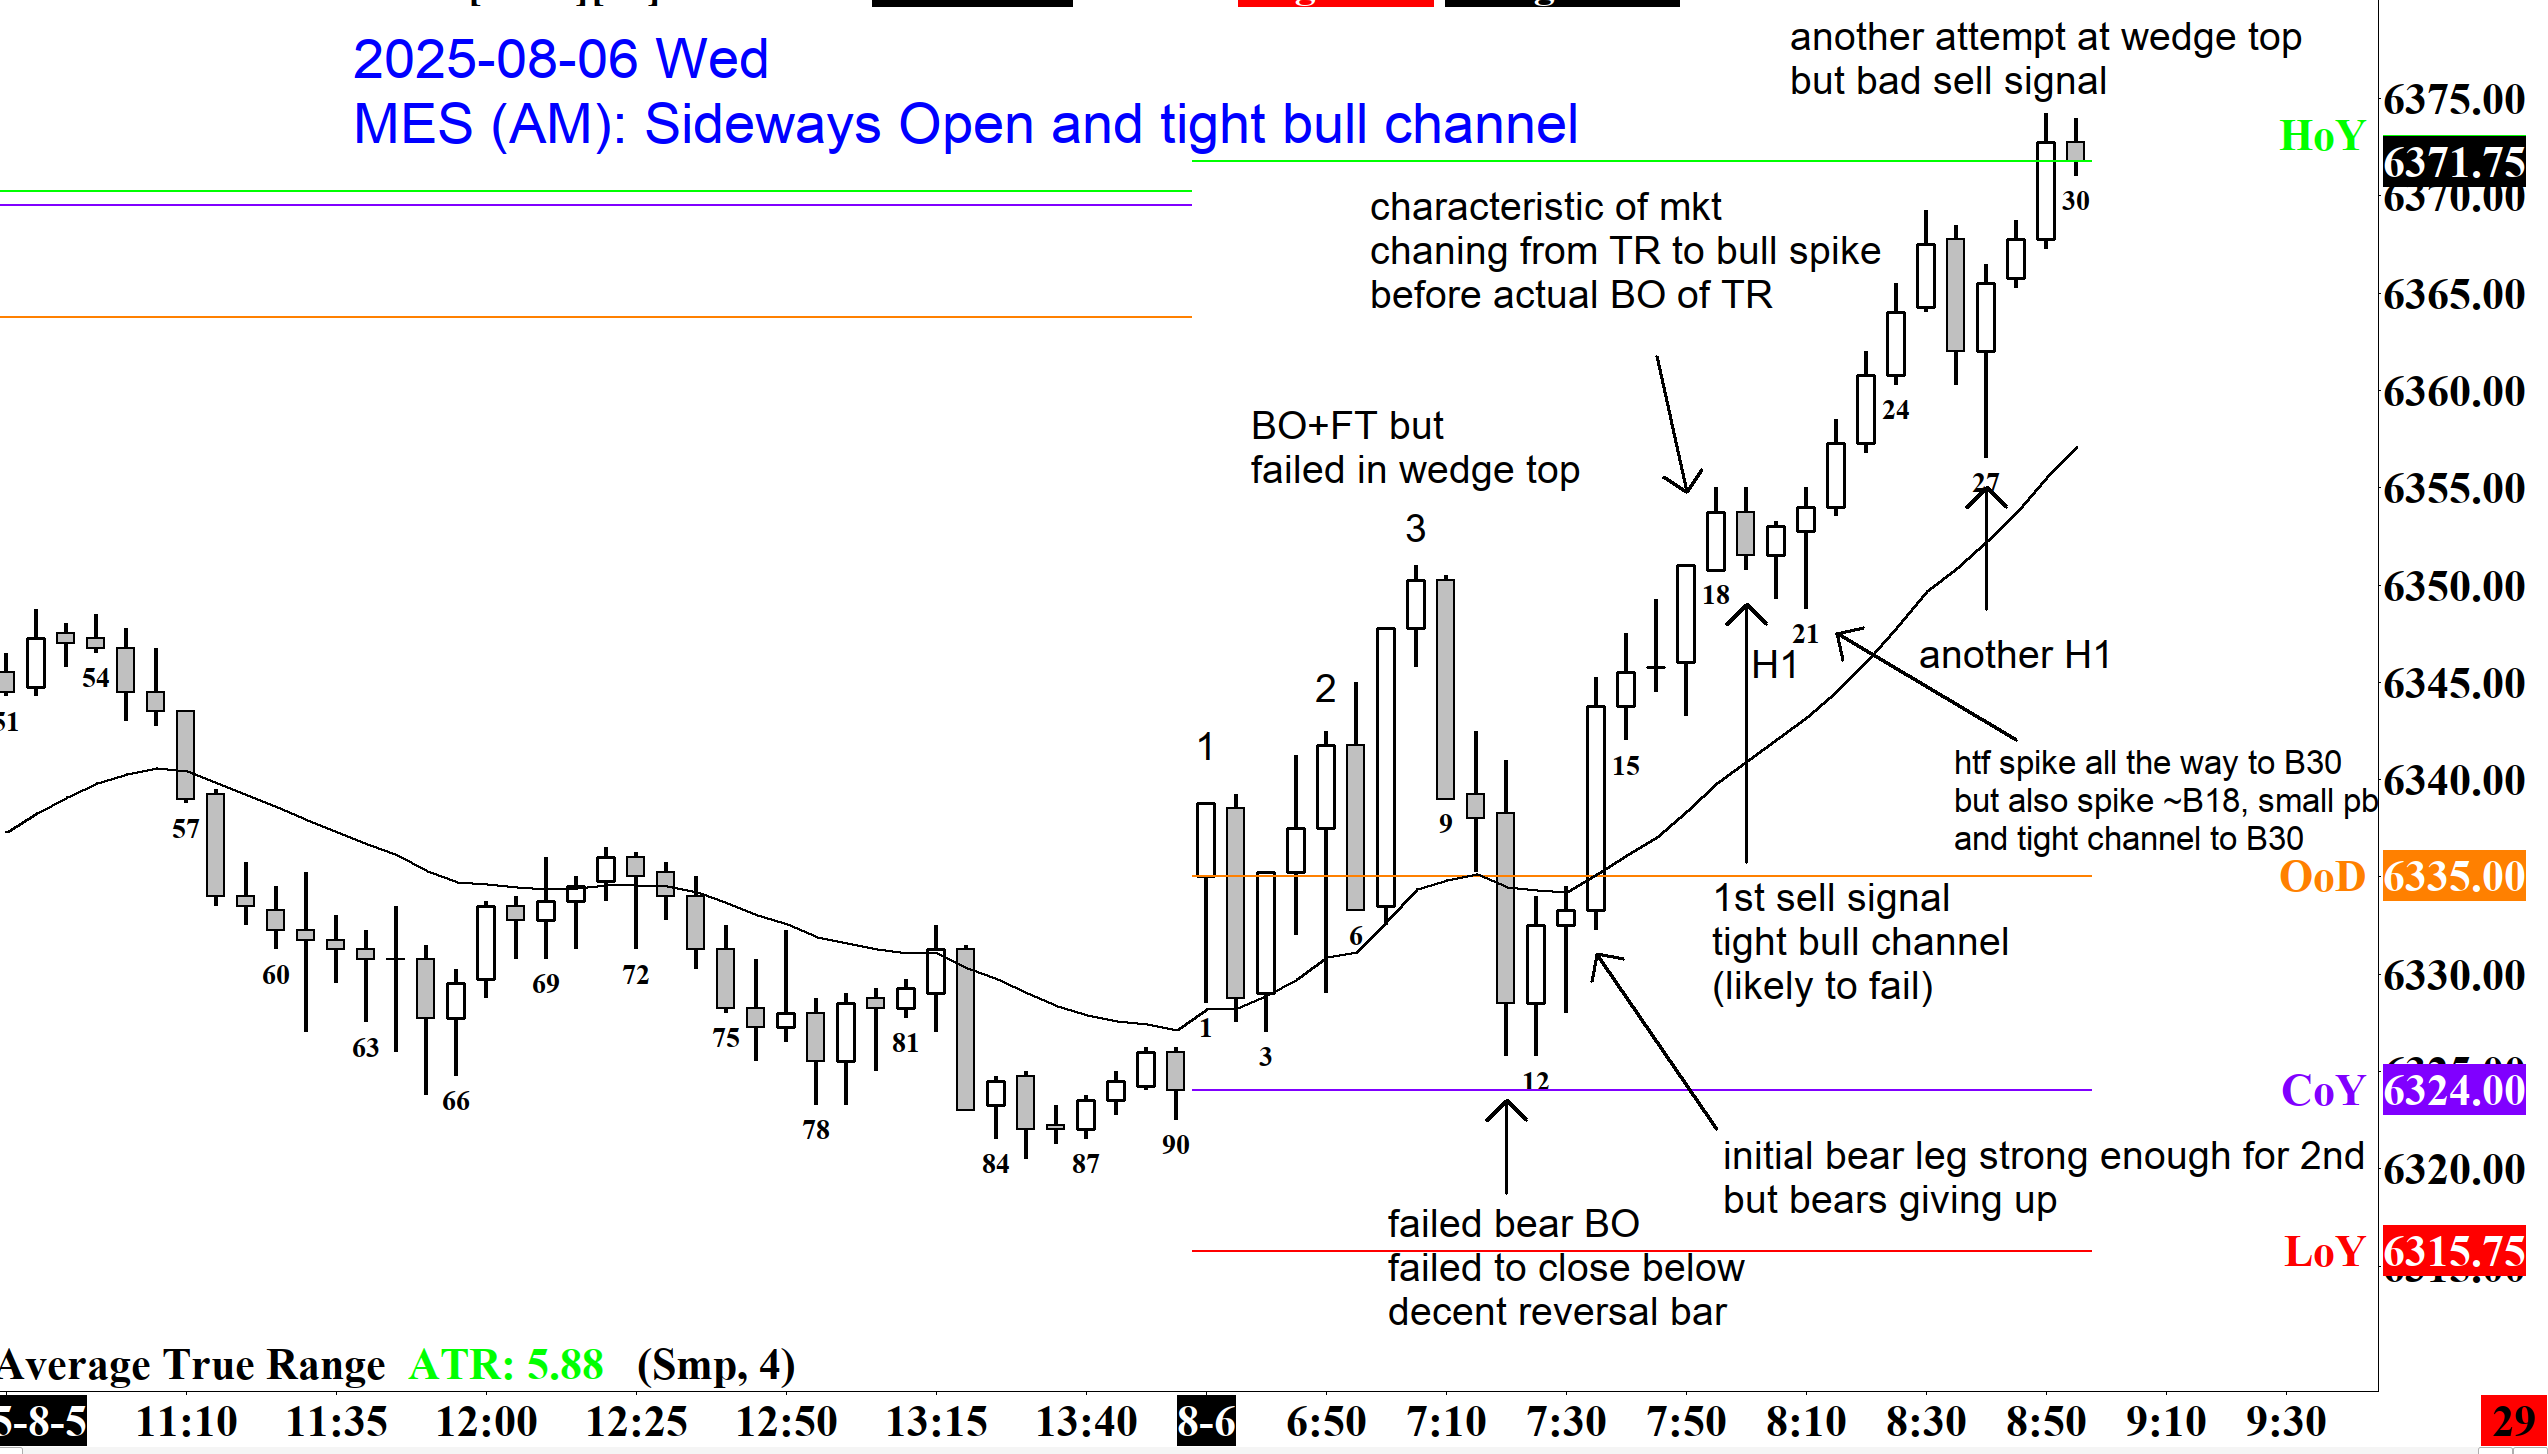 2025-08-06 Wed
MES (AM): Sideways Open and tight bull channel
another attempt at wedge top
but bad sell signal
characteristic of mkt
chaning from TR to bull spike
before actual BO of TR
BO+FT but
failed in wedge top
1
2
3
H1
another H1
htf spike all the way to B30
but also spike ~B18, small pb
and tight channel to B30
1st sell signal
tight bull channel
(likely to fail)
initial bear leg strong enough for 2nd
but bears giving up
failed bear BO
failed to close below
decent reversal bar
51
54
57
60
63
66
69
72
75
78
81
84
87
90
1
3
6
9
12
15
18
21
24
27
30
6375.00
HoY
6371.75
6370.00
6365.00
6360.00
6355.00
6350.00
6345.00
6340.00
OoD 6335.00
6330.00
6325.00
CoY 6324.00
6320.00
LoY 6315.75
6315.00
Average True Range ATR: 5.88 (Smp, 4)
5-8-5 11:10 11:35 12:00 12:25 12:50 13:15 13:40 8-6 6:50 7:10 7:30 7:50 8:10 8:30 8:50 9:10 9:30 29